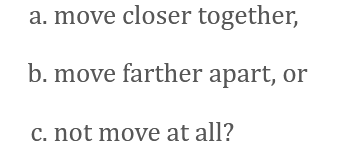 a. move closer together,
b. move farther apart, or
c. not move at all?